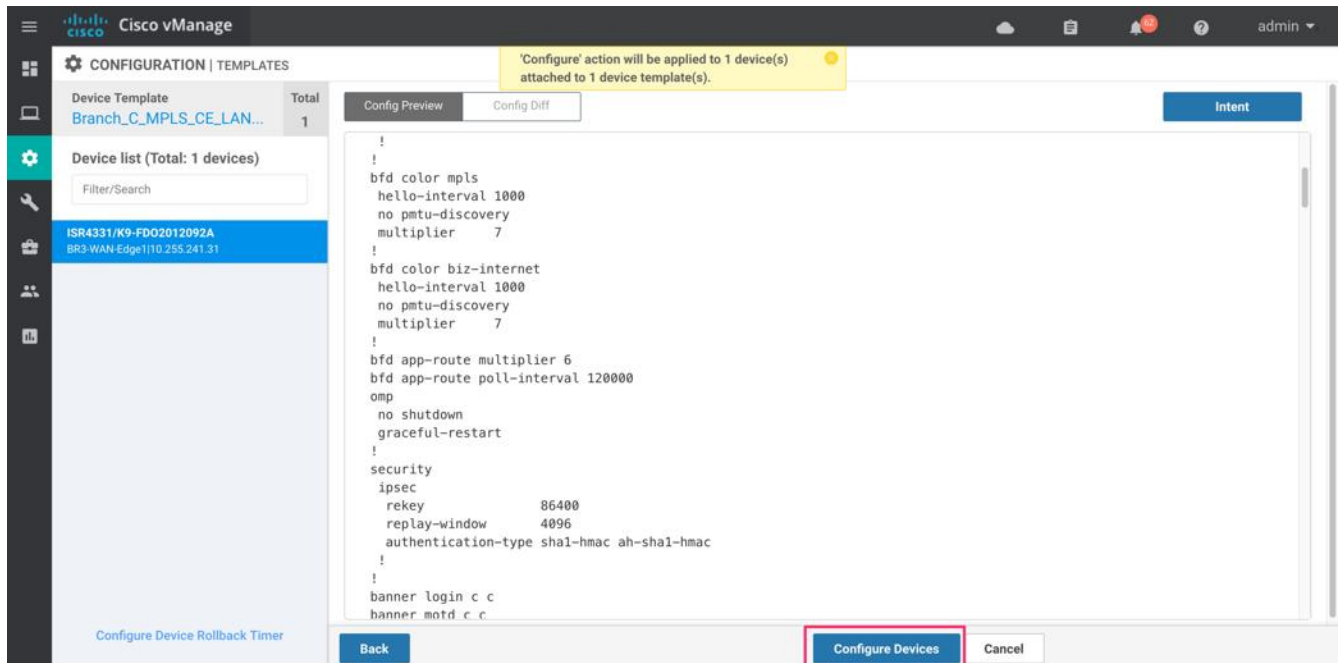 cisco Cisco vManage
62
admin
CONFIGURATION | TEMPLATES
'Configure' action will be applied to 1 device(s)
attached to 1 device template(s).
Device Template Total
Branch_C_MPLS_CE_LAN... 1
Device list (Total: 1 devices)
Filter/Search
ISR4331/K9-FDO2012092A
BR3-WAN-Edge1|10.255.241.31
Configure Device Rollback Timer
Config Preview Config Diff Intent
!
!
bfd color mpls
hello-interval 1000
no pmtu-discovery
multiplier 7
!
bfd color biz-internet
hello-interval 1000
no pmtu-discovery
multiplier 7
!
bfd app-route multiplier 6
bfd app-route poll-interval 120000
omp
no shutdown
graceful-restart
!
security
ipsec
rekey 86400
replay-window 4096
authentication-type sha1-hmac ah-sha1-hmac
!
!
banner login c c
banner motd c c
Back Configure Devices Cancel